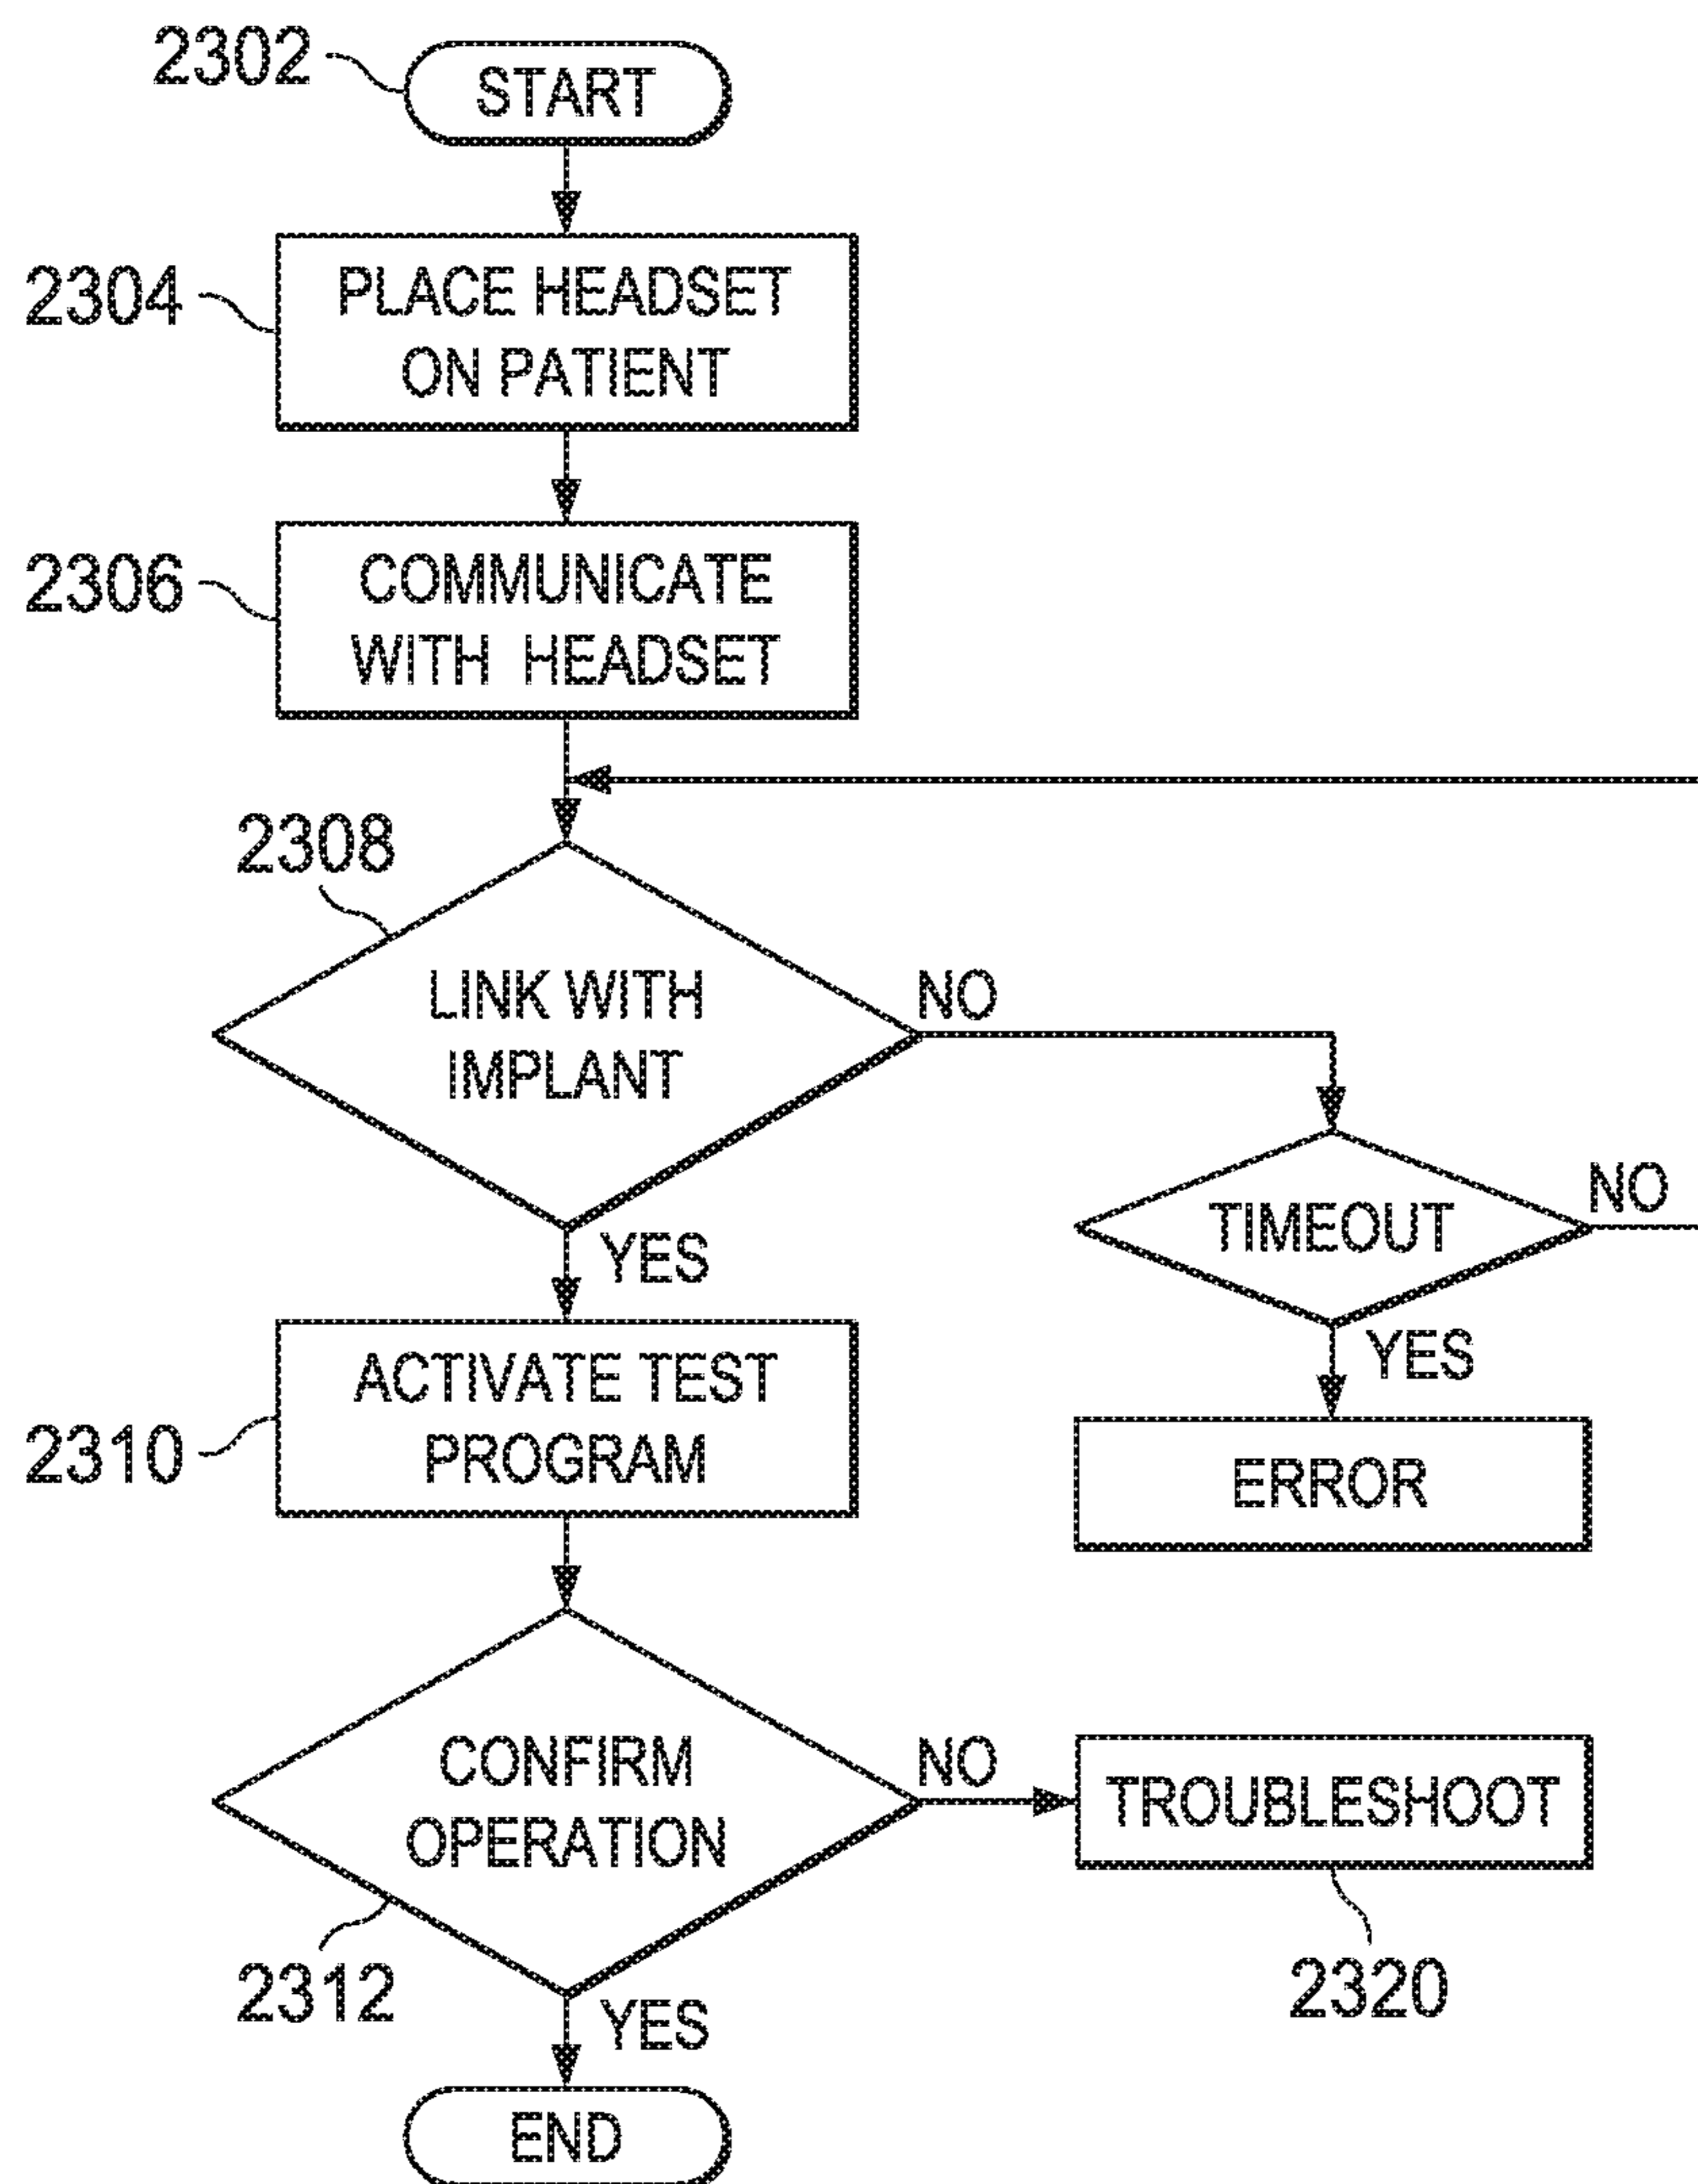 2302
START
2304
PLACE HEADSET
ON PATIENT
2306
COMMUNICATE
WITH HEADSET
2308
LINK WITH
IMPLANT
NO
TIMEOUT
NO
YES
YES
ERROR
2310
ACTIVATE TEST
PROGRAM
CONFIRM
OPERATION
NO
TROUBLESHOOT
2312
2320
YES
END